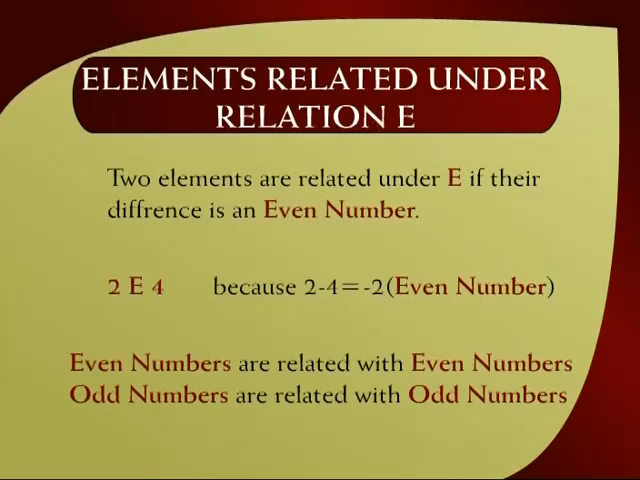 ELEMENTS RELATED UNDER
RELATION E
Two elements are related under E if their
diffrence is an Even Number.
2 E 4 because 2-4=-2(Even Number)
Even Numbers are related with Even Numbers
Odd Numbers are related with Odd Numbers